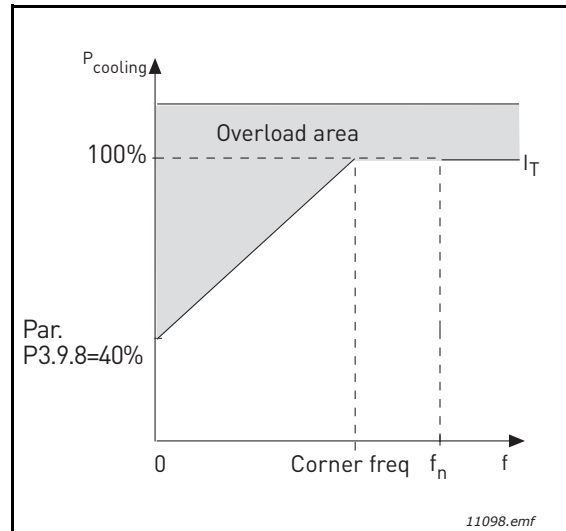 P_cooling
Overload area
100%
I_T
Par.
P3.9.8=40%
0
Corner freq
f_n
f
11098.emf